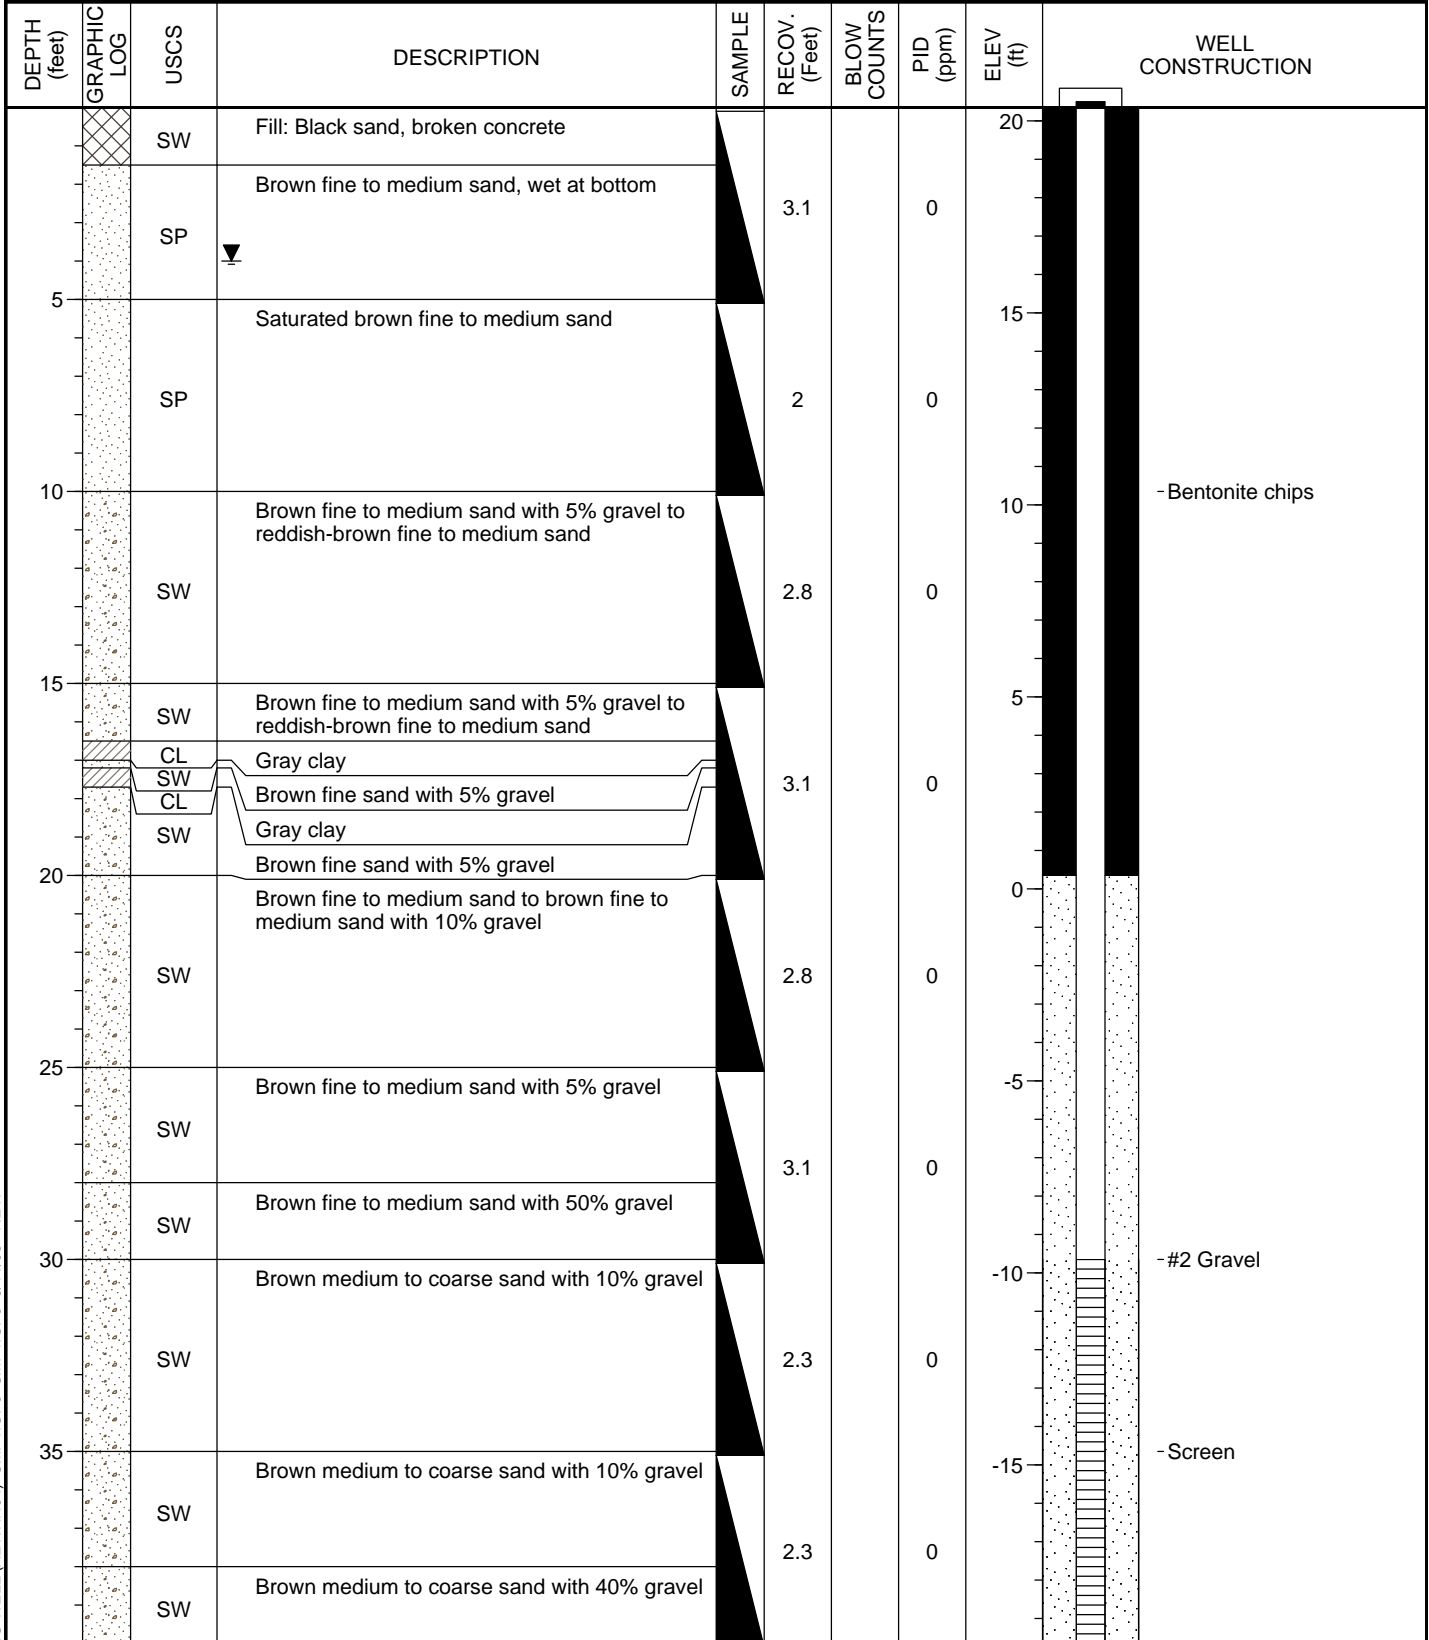 DEPTH
(feet)
GRAPHIC
LOG
USCS
DESCRIPTION
SAMPLE
RECOV.
(Feet)
BLOW
COUNTS
PID
(ppm)
ELEV
(ft)
WELL
CONSTRUCTION
SW
Fill: Black sand, broken concrete
20
Brown fine to medium sand, wet at bottom
3.1
0
SP
5
15
Saturated brown fine to medium sand
SP
2
0
10
Brown fine to medium sand with 5% gravel to
reddish-brown fine to medium sand
10
-Bentonite chips
SW
2.8
0
15
Brown fine to medium sand with 5% gravel to
reddish-brown fine to medium sand
5
SW
CL
Gray clay
SW
Brown fine sand with 5% gravel
3.1
0
CL
Gray clay
SW
Brown fine sand with 5% gravel
20
0
Brown fine to medium sand to brown fine to
medium sand with 10% gravel
SW
2.8
0
25
-5
Brown fine to medium sand with 5% gravel
SW
3.1
0
Brown fine to medium sand with 50% gravel
SW
30
-10
-#2 Gravel
Brown medium to coarse sand with 10% gravel
SW
2.3
0
35
-15
-Screen
Brown medium to coarse sand with 10% gravel
SW
2.3
0
Brown medium to coarse sand with 40% gravel
SW